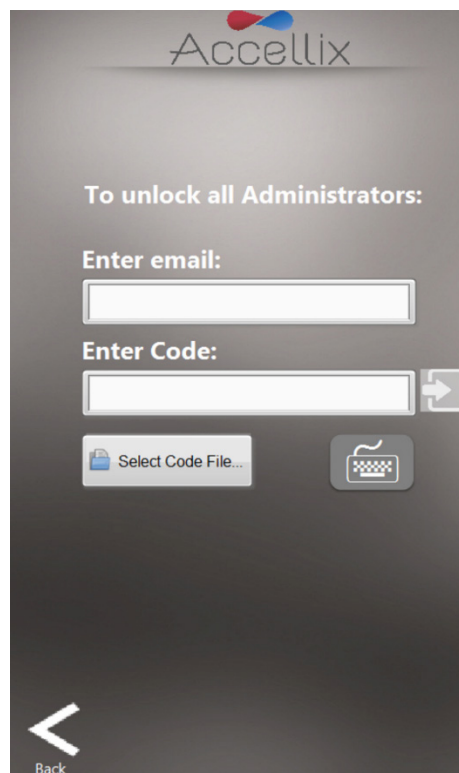 Accellix
To unlock all Administrators:
Enter email:
Enter Code:
Select Code File...
Back